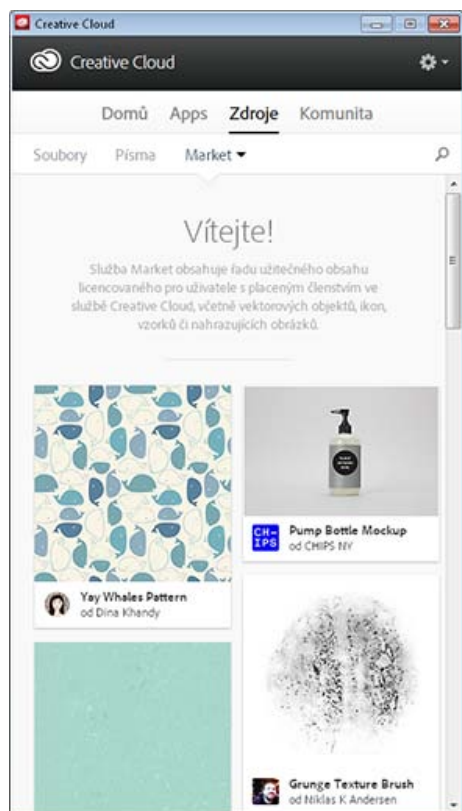 Creative Cloud
Creative Cloud
Domů Apps Zdroje Komunita
Soubory Písma Market
Vítejte!
Služba Market obsahuje řadu užitečného obsahu
licencovaného pro uživatele s placeným členstvím ve
službě Creative Cloud, včetně vektorových objektů, ikon,
vzorků či nahrazujících obrázků.
Yay Whales Pattern
od Dina Khandy
CH-
IPS
Pump Bottle Mockup
od CHIPS NY
Grunge Texture Brush
od Niklas K Andersen